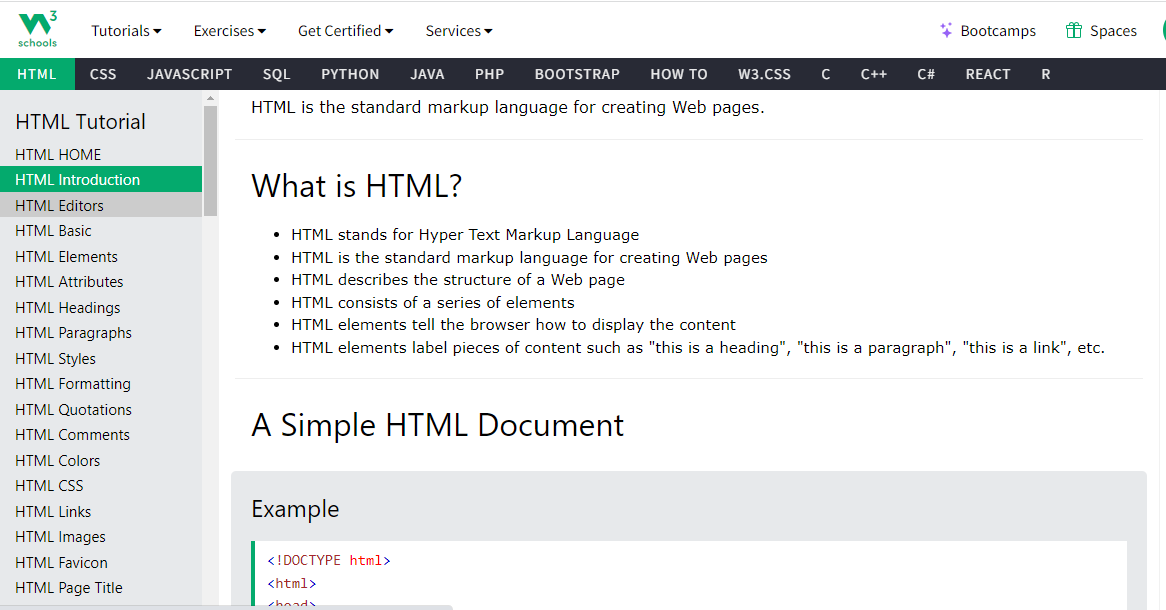 W3 schools
Tutorials Exercises Get Certified Services Bootcamps Spaces
HTML CSS JAVASCRIPT SQL PYTHON JAVA PHP BOOTSTRAP HOW TO W3.CSS C C++ C# REACT R
HTML Tutorial
HTML HOME
HTML Introduction
HTML Editors
HTML Basic
HTML Elements
HTML Attributes
HTML Headings
HTML Paragraphs
HTML Styles
HTML Formatting
HTML Quotations
HTML Comments
HTML Colors
HTML CSS
HTML Links
HTML Images
HTML Favicon
HTML Page Title
HTML is the standard markup language for creating Web pages.
What is HTML?
HTML stands for Hyper Text Markup Language
HTML is the standard markup language for creating Web pages
HTML describes the structure of a Web page
HTML consists of a series of elements
HTML elements tell the browser how to display the content
HTML elements label pieces of content such as "this is a heading", "this is a paragraph", "this is a link", etc.
A Simple HTML Document
Example
<!DOCTYPE html>
<html>
<head>